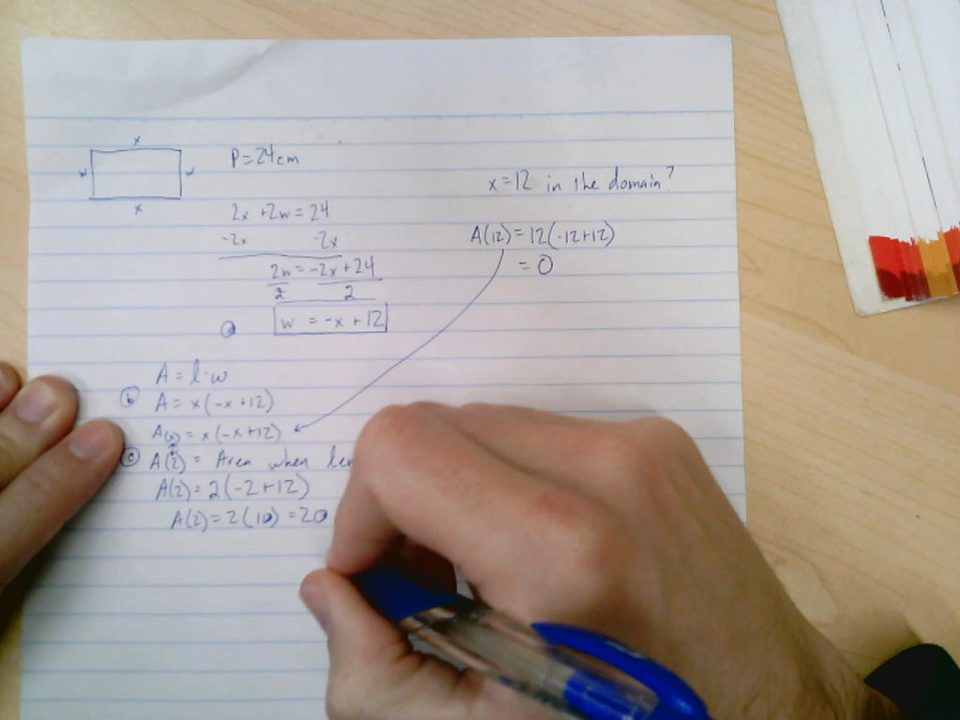 x
w w
x
P=24cm
2x +2w = 24
-2x -2x
2w = -2x + 24
2 2
w = -x + 12
a
A = l·w
b A = x(-x+12)
A(x) = x(-x+12)
c A(2) = Area when
A(2) = 2(-2+12)
A(2) = 2(10) = 20
x=12 in the domain?
A(12) = 12(-12+12)
= 0